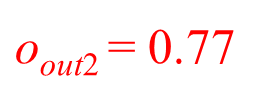 o_out2 = 0.77